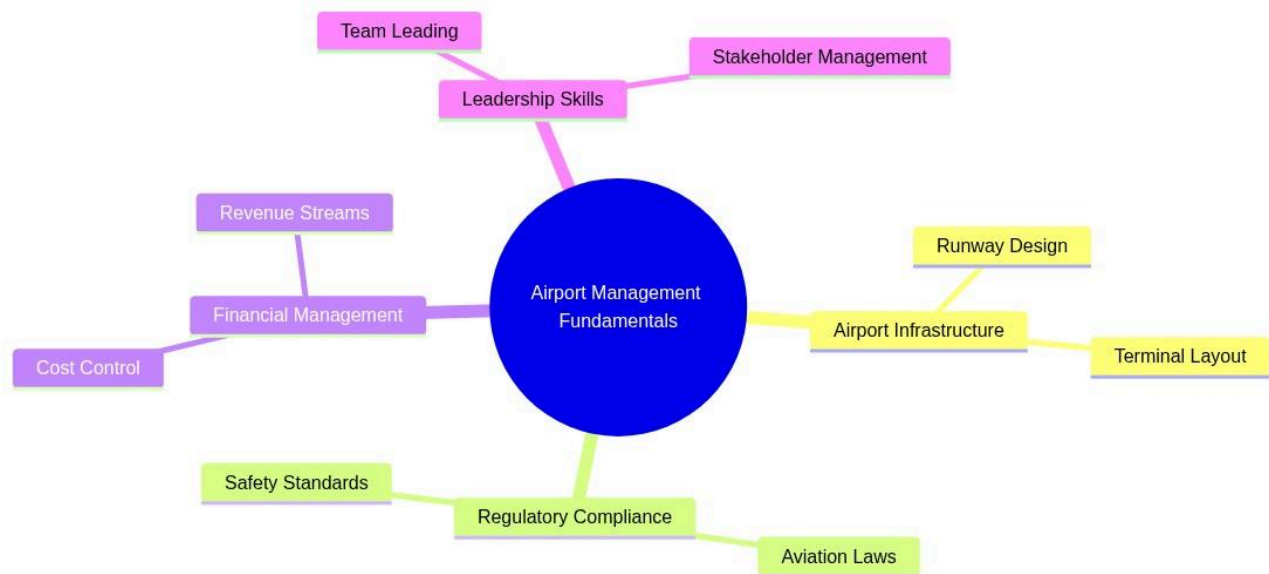 Team Leading
Stakeholder Management
Leadership Skills
Revenue Streams
Runway Design
Airport Management
Fundamentals
Financial Management
Airport Infrastructure
Terminal Layout
Cost Control
Safety Standards
Regulatory Compliance
Aviation Laws